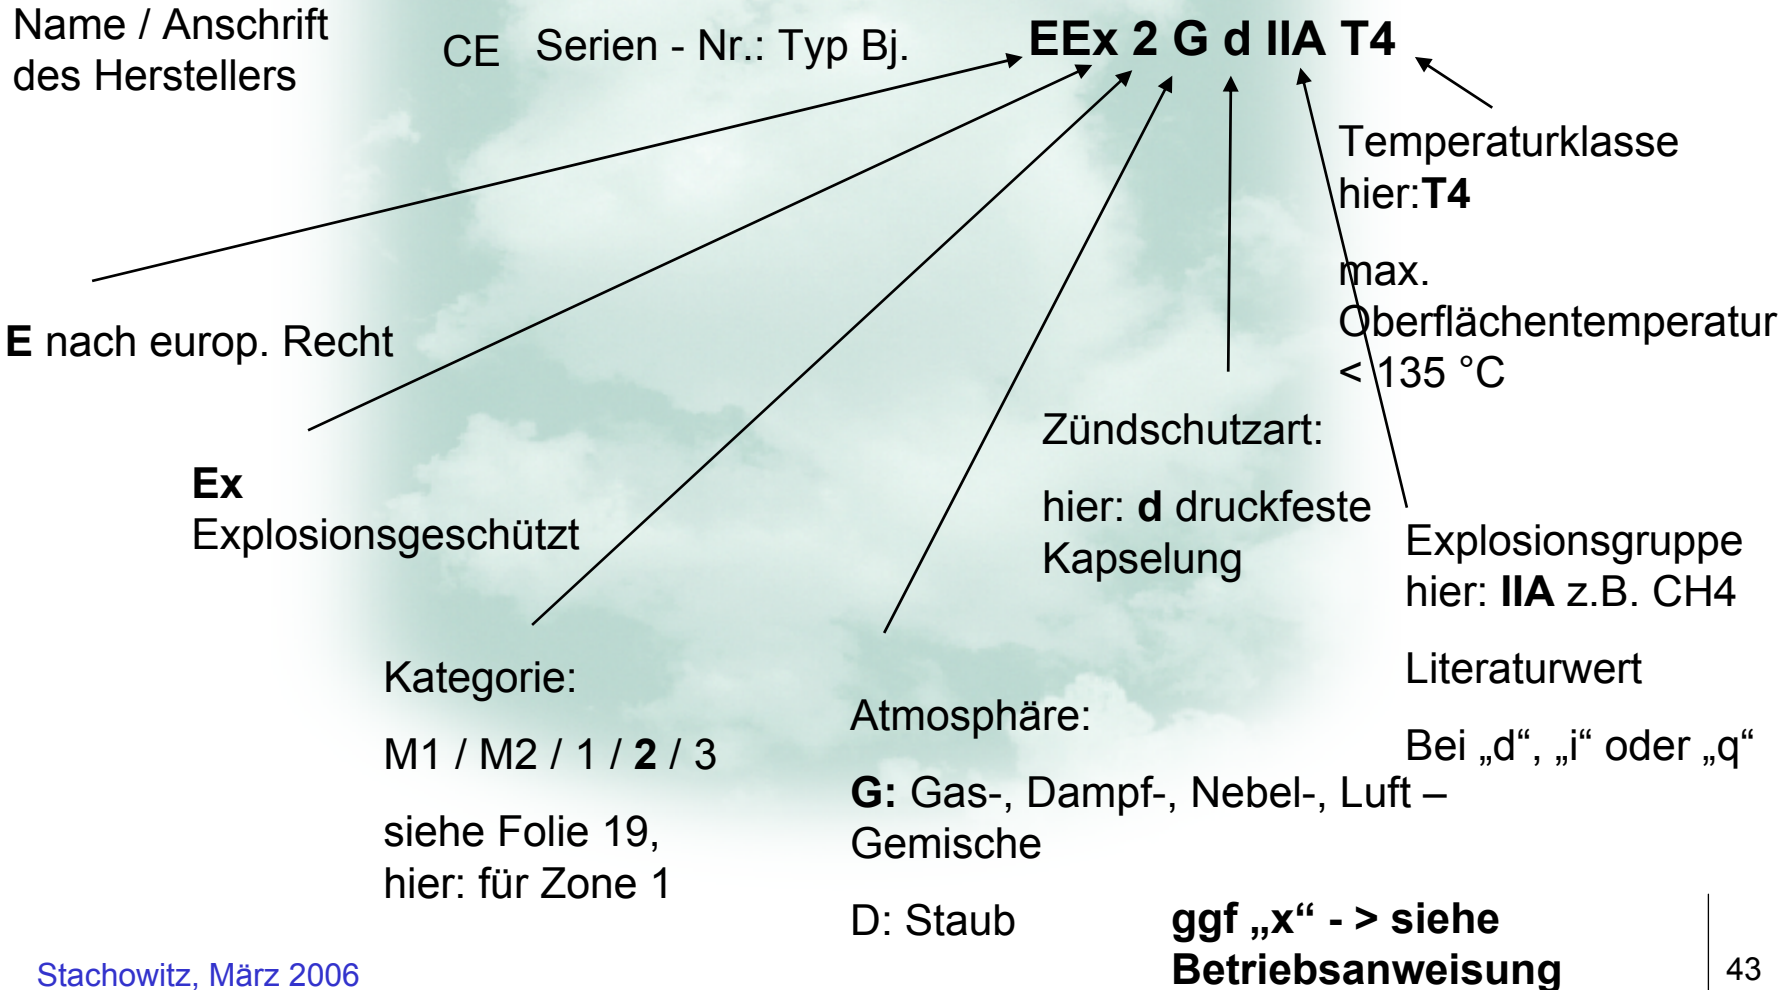 Name / Anschrift
des Herstellers
CE Serien - Nr.: Typ Bj.
EEx 2 G d IIA T4
Temperaturklasse
hier:T4
max.
Oberflächentemperatur
< 135 °C
E nach europ. Recht
Ex
Explosionsgeschützt
Zündschutzart:
hier: d druckfeste
Kapselung
Explosionsgruppe
hier: IIA z.B. CH4
Literaturwert
Bei „d“, „i“ oder „q“
Kategorie:
M1 / M2 / 1 / 2 / 3
siehe Folie 19,
hier: für Zone 1
Atmosphäre:
G: Gas-, Dampf-, Nebel-, Luft –
Gemische
D: Staub
ggf „x“ - > siehe
Betriebsanweisung
Stachowitz, März 2006
43